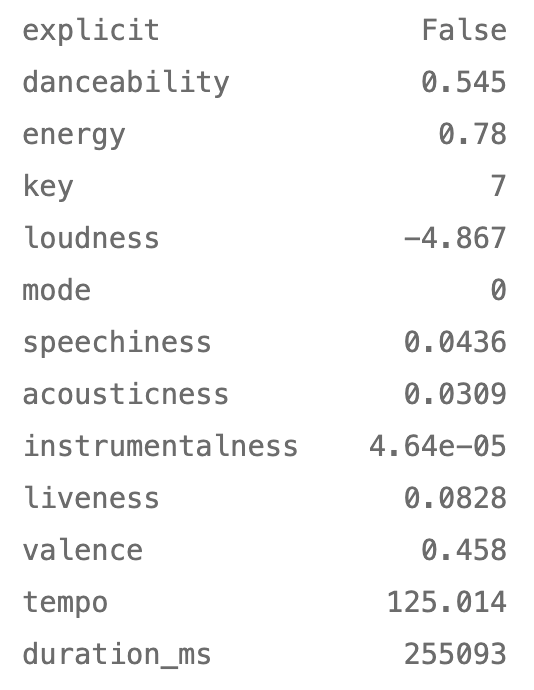 explicit False
danceability 0.545
energy 0.78
key 7
loudness −4.867
mode 0
speechiness 0.0436
acousticness 0.0309
instrumentalness 4.64e−05
liveness 0.0828
valence 0.458
tempo 125.014
duration_ms 255093